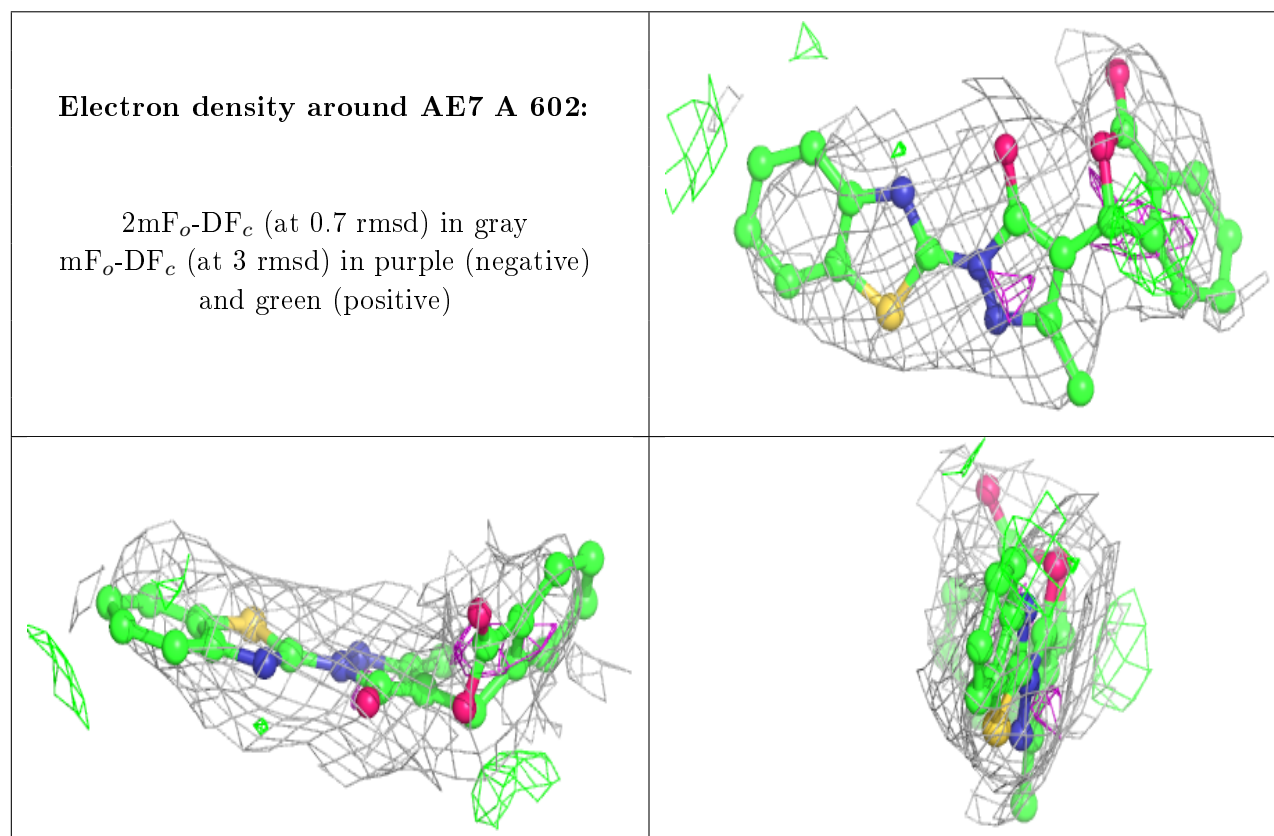 Electron density around AE7 A 602:
2mFₒ-DF𝒸 (at 0.7 rmsd) in gray
mFₒ-DF𝒸 (at 3 rmsd) in purple (negative)
and green (positive)